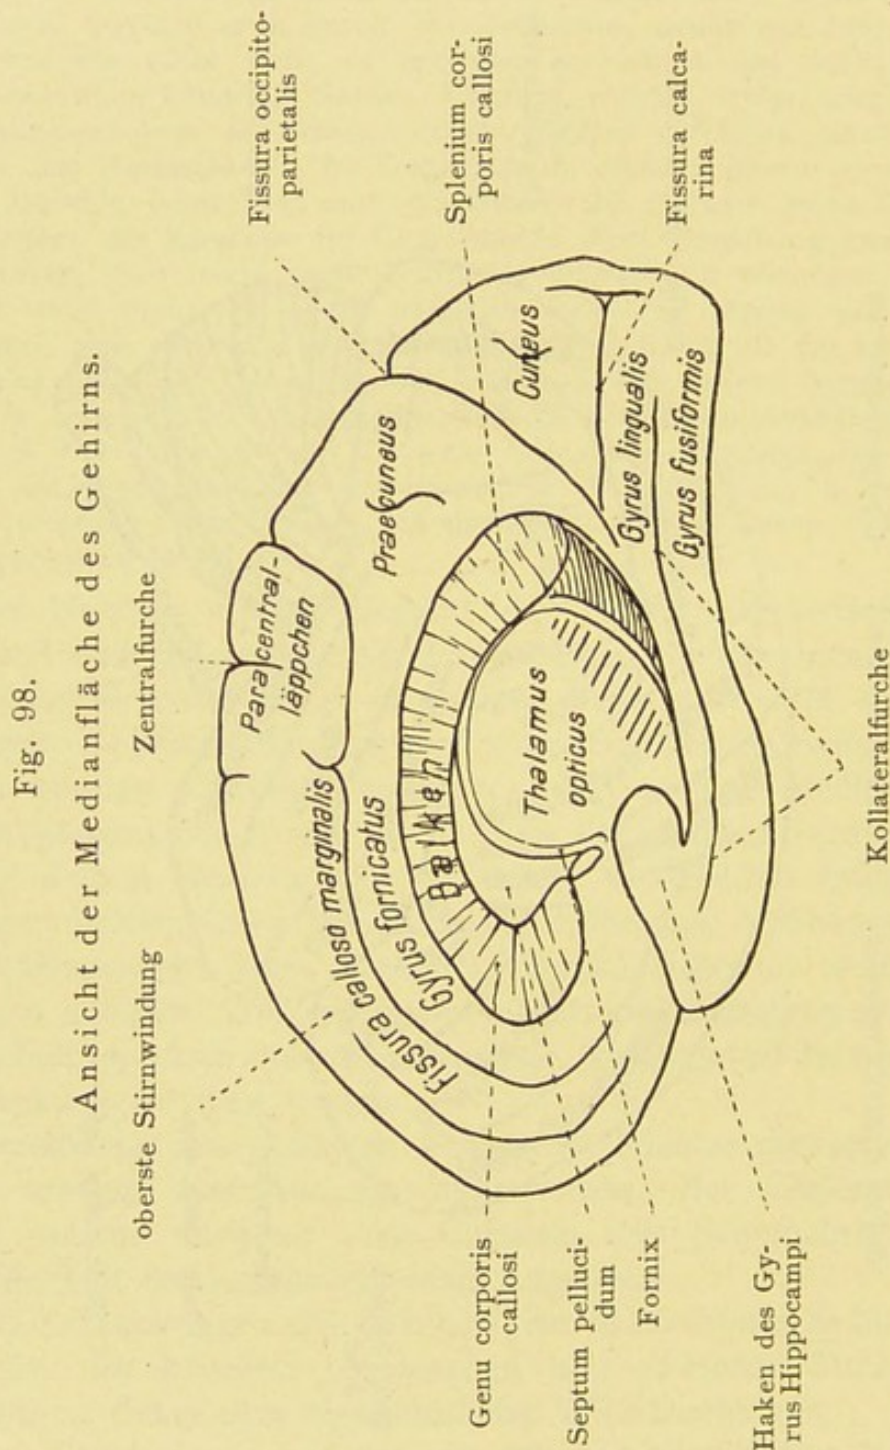 Fig. 98.
Ansicht der Medianfläche des Gehirns.
oberste Stirnwindung
Zentralfurche
Fissura occipito-
parietalis
Splenium cor-
poris callosi
Fissura calca-
rina
Paracentral-
läppchen
Praecuneus
Cuneus
fissura calloso marginalis
Gyrus fornicatus
Balken
Thalamus
opticus
Gyrus lingualis
Gyrus fusiformis
Genu corporis
callosi
Septum pelluci-
dum
Fornix
Haken des Gy-
rus Hippocampi
Kollateralfurche